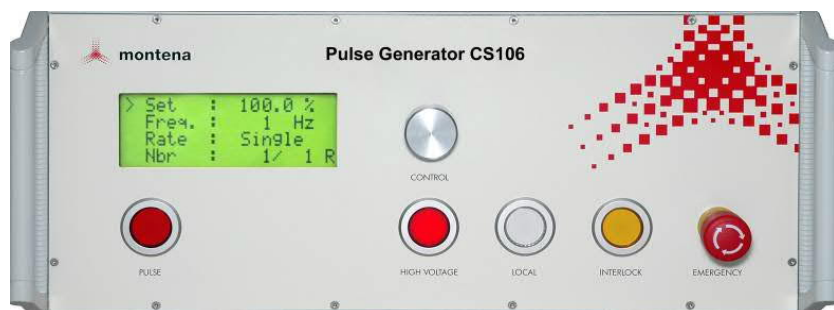 montena
Pulse Generator CS106
> Set : 100.0 %
Freq. : 1 Hz
Rate : Single
Nbr : 1/ 1 R
CONTROL
PULSE
HIGH VOLTAGE
LOCAL
INTERLOCK
EMERGENCY